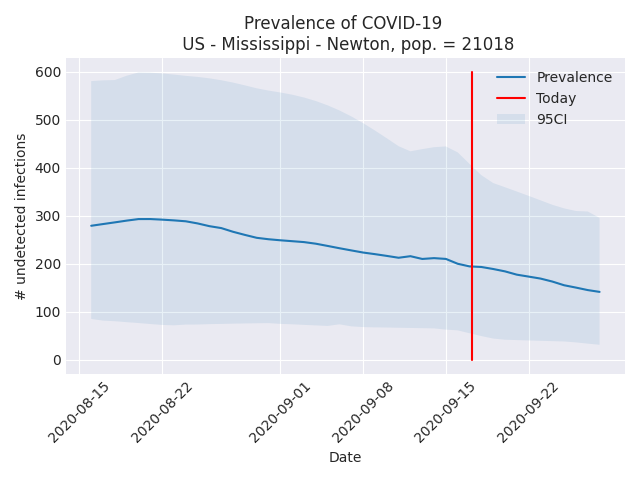 Prevalence of COVID-19
US - Mississippi - Newton, pop. = 21018
600
500
400
300
200
100
0
# undetected infections
Prevalence
Today
95CI
2020-08-15
2020-08-22
2020-09-01
2020-09-08
2020-09-15
2020-09-22
Date